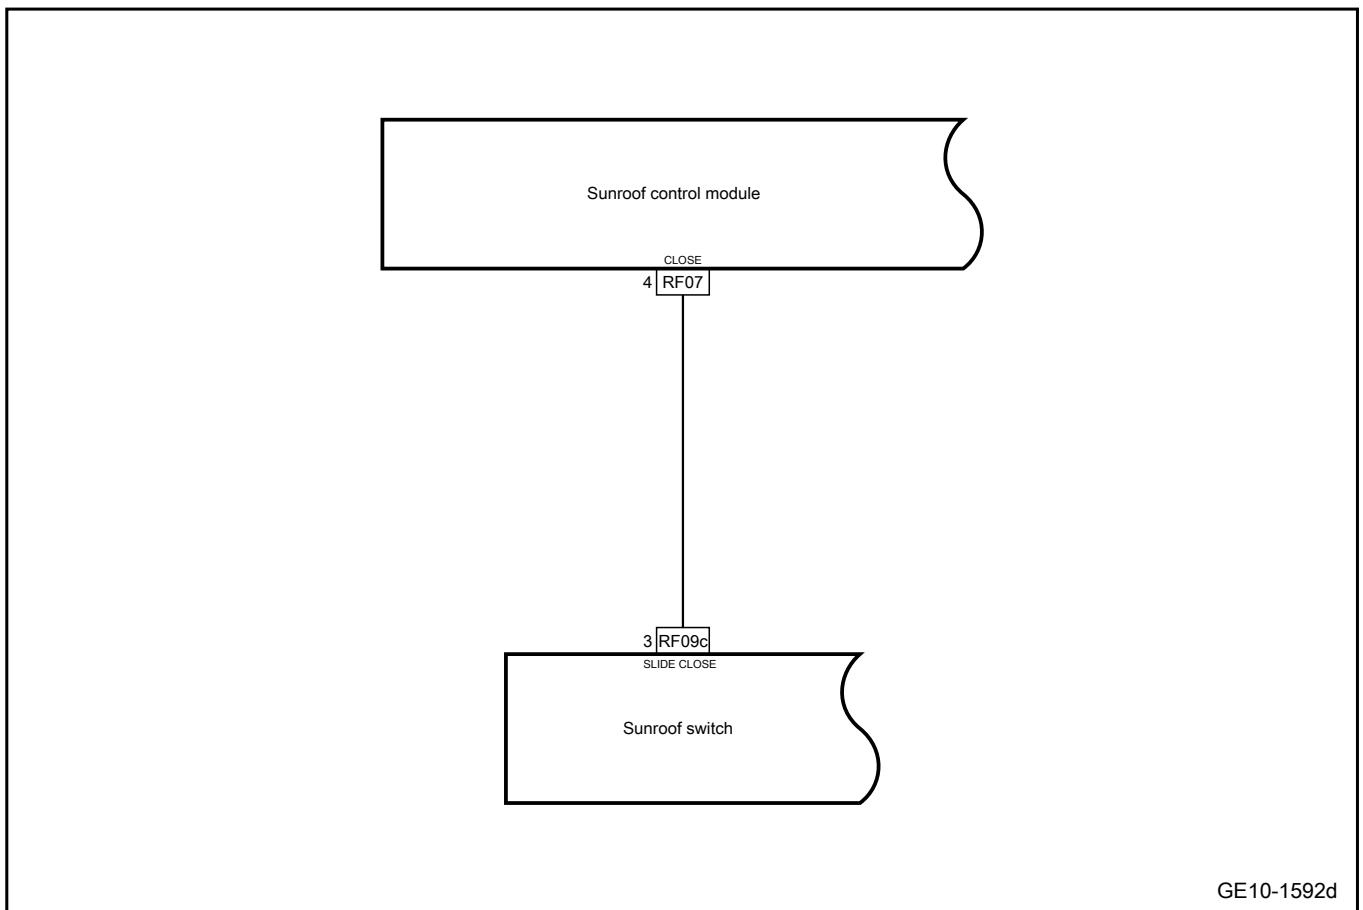 Sunroof control module
CLOSE
4 RF07
3 RF09c
SLIDE CLOSE
Sunroof switch
GE10-1592d